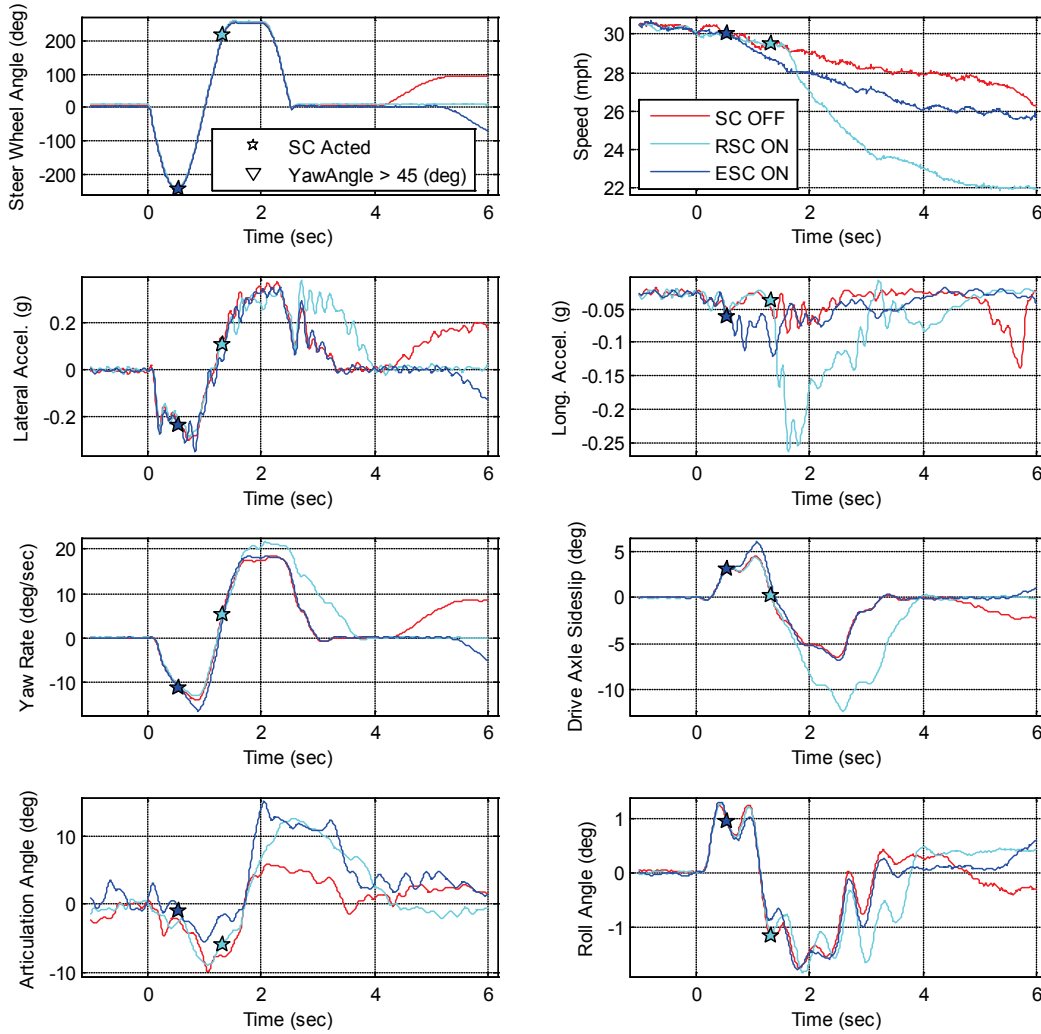 Steer Wheel Angle (deg)
200
100
0
-100
-200
SC Acted
YawAngle > 45 (deg)
0 2 4 6
Time (sec)
Speed (mph)
30
28
26
24
22
SC OFF
RSC ON
ESC ON
0 2 4 6
Time (sec)
Lateral Accel. (g)
0.2
0
-0.2
0 2 4 6
Time (sec)
Long. Accel. (g)
-0.05
-0.1
-0.15
-0.2
-0.25
0 2 4 6
Time (sec)
Yaw Rate (deg/sec)
20
10
0
-10
0 2 4 6
Time (sec)
Drive Axle Sideslip (deg)
5
0
-5
-10
0 2 4 6
Time (sec)
Articulation Angle (deg)
10
0
-10
0 2 4 6
Time (sec)
Roll Angle (deg)
1
0
-1
0 2 4 6
Time (sec)